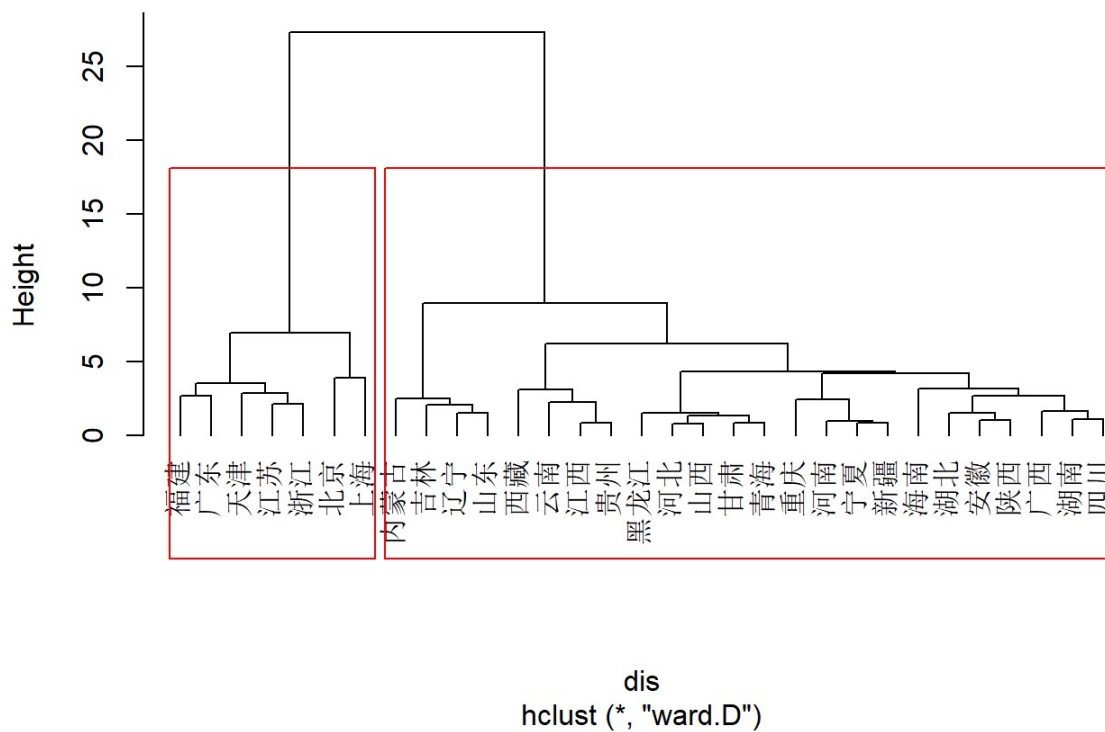 Height
25
20
15
10
5
0
福建
广东
天津
江苏
浙江
北京
上海
内蒙古
吉林
辽宁
山东
西藏
云南
江西
贵州
黑龙江
河北
山西
甘肃
青海
重庆
河南
宁夏
新疆
海南
湖北
安徽
陕西
广西
湖南
四川
dis
hclust (*, "ward.D")